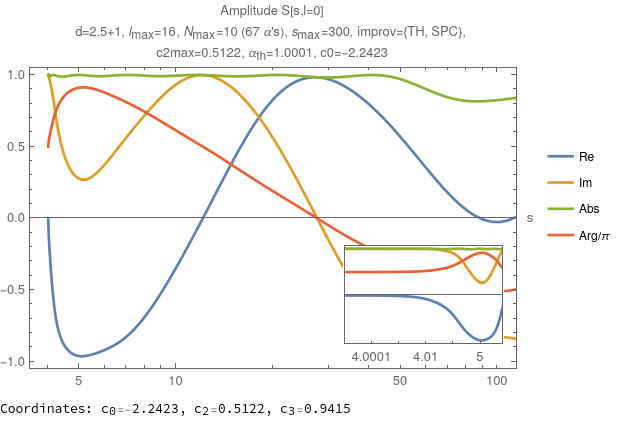 Amplitude S[s,l=0]
d=2.5+1, lmax=16, Nmax=10 (67 α's), smax=300, improv={TH, SPC},
c2max=0.5122, αth=1.0001, c0=−2.2423
1.0
0.5
0.0
−0.5
−1.0
s
5 10 50 100
4.0001 4.01 5
Re
Im
Abs
Arg/π
Coordinates: c0=−2.2423, c2=0.5122, c3=0.9415